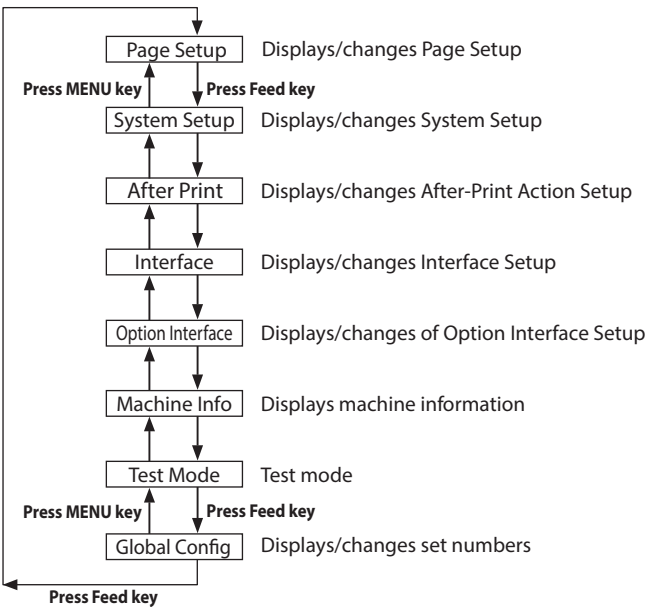 Page Setup Displays/changes Page Setup
Press MENU key Press Feed key
System Setup Displays/changes System Setup
After Print Displays/changes After-Print Action Setup
Interface Displays/changes Interface Setup
Option Interface Displays/changes of Option Interface Setup
Machine Info Displays machine information
Test Mode Test mode
Press MENU key Press Feed key
Global Config Displays/changes set numbers
Press Feed key